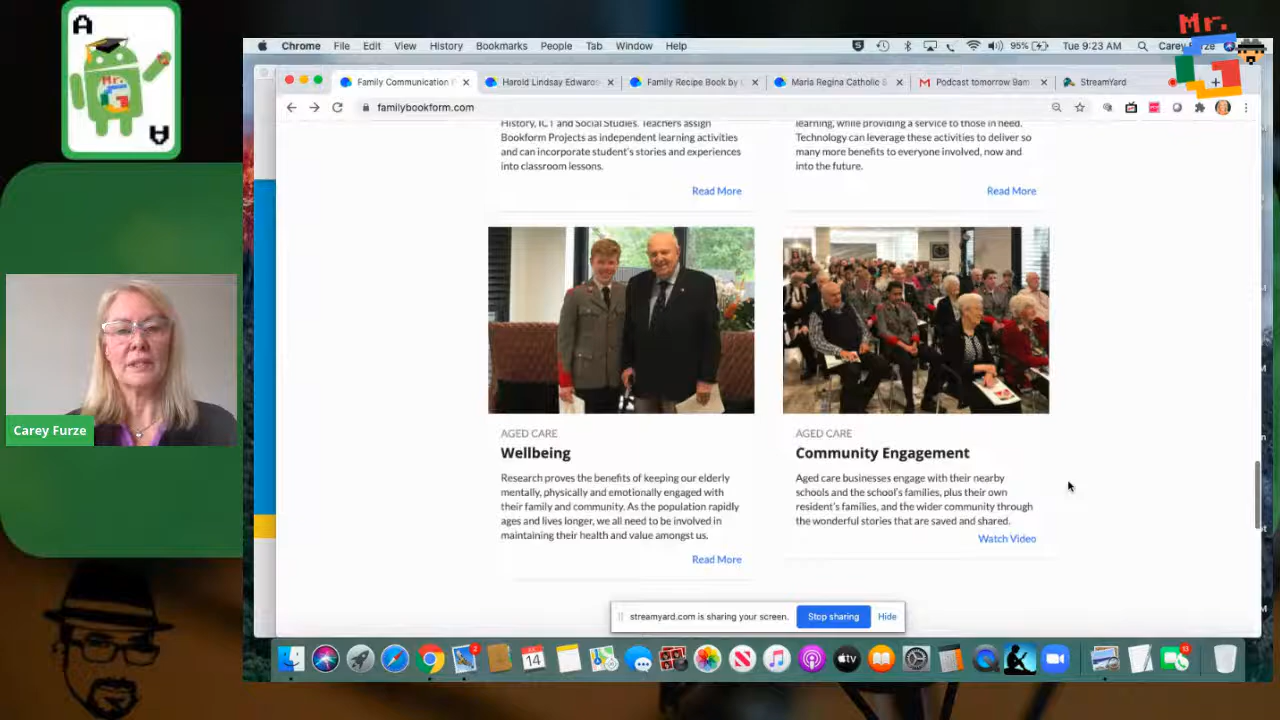 A
Mr.
Chrome File Edit View History Bookmarks People Tab Window Help
95%
Tue 9:23 AM
Carey Furze
Family Communication
Harold Lindsay Edwards
Family Recipe Book by
Maria Regina Catholic S
Podcast tomorrow 9am
StreamYard
familybookform.com
History, ICT and Social Studies. Teachers assign
Bookform Projects as independent learning activities
and can incorporate student's stories and experiences
into classroom lessons.
Read More
learning, while providing a service to those in need.
Technology can leverage these activities to deliver so
many more benefits to everyone involved, now and
into the future.
Read More
AGED CARE
Wellbeing
Research proves the benefits of keeping our elderly
mentally, physically and emotionally engaged with
their family and community. As the population rapidly
ages and lives longer, we all need to be involved in
maintaining their health and value amongst us.
Read More
AGED CARE
Community Engagement
Aged care businesses engage with their nearby
schools and the school's families, plus their own
resident's families, and the wider community through
the wonderful stories that are saved and shared.
Watch Video
Carey Furze
streamyard.com is sharing your screen.
Stop sharing
Hide
14
tv
A